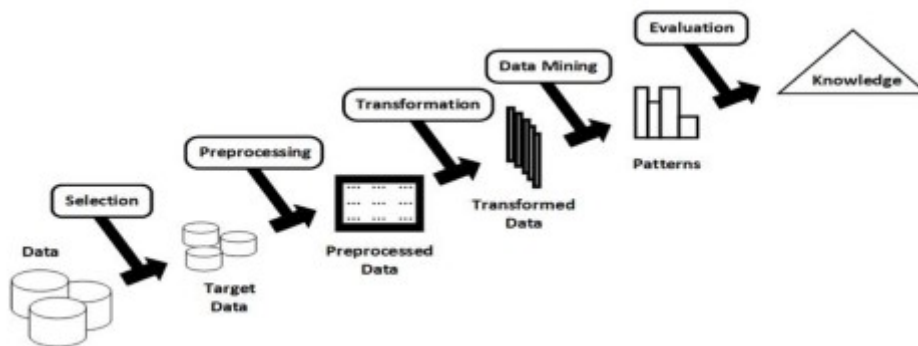 Evaluation
Knowledge
Data Mining
Patterns
Transformation
Transformed
Data
Preprocessing
Preprocessed
Data
Selection
Target
Data
Data